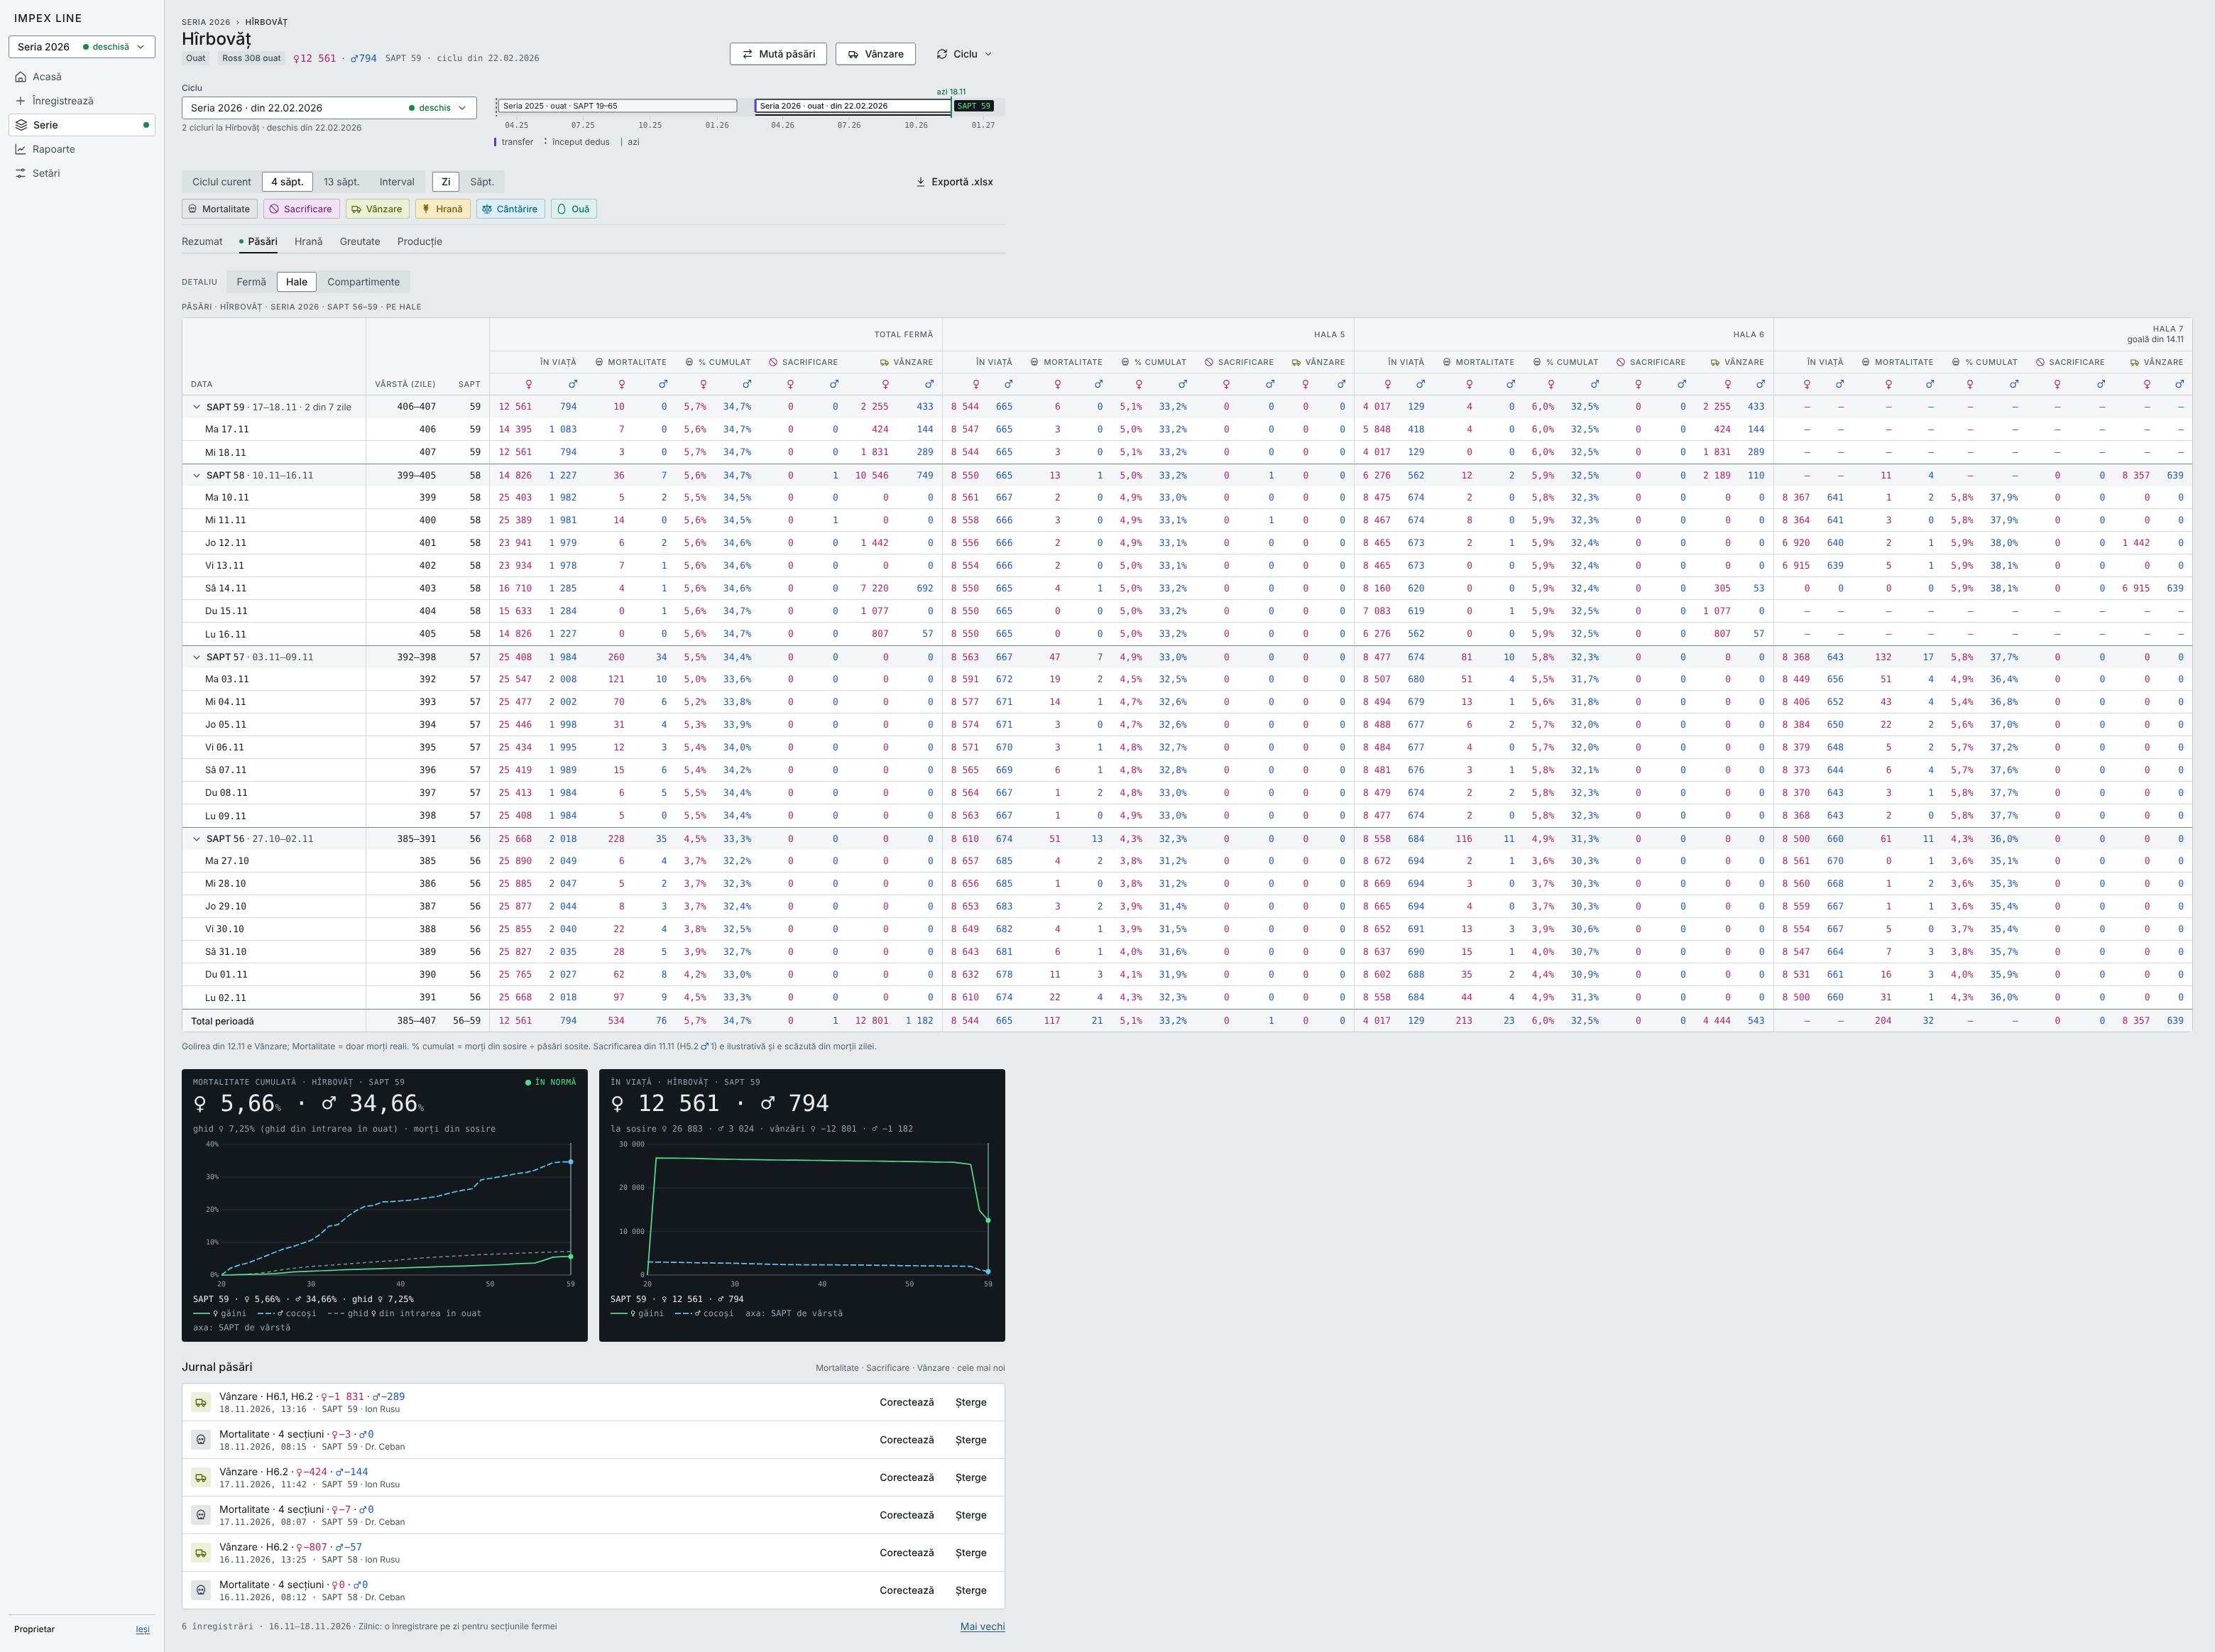 IMPEX LINE
Seria 2026 deschisă
Acasă
Înregistrează
Serie
Rapoarte
Setări
SERIA 2026 › HÎRBOVĂȚ
Hîrbovăț
Ouat Ross 308 ouat ♀12 561 · ♂794 SAPT 59 · ciclu din 22.02.2026
Mută păsări Vânzare Ciclu
Ciclu
Seria 2026 · din 22.02.2026 deschis
2 cicluri la Hîrbovăț · deschis din 22.02.2026
azi 18.11
Seria 2025 · ouat · SAPT 19–65 Seria 2026 · ouat · din 22.02.2026 SAPT 59
04.25 07.25 10.25 01.26 04.26 07.26 10.26 01.27
transfer început dedus azi
Ciclul curent 4 săpt. 13 săpt. Interval Zi Săpt. Exportă .xlsx
Mortalitate Sacrificare Vânzare Hrană Cântărire Ouă
Rezumat Păsări Hrană Greutate Producție
DETALIU Fermă Hale Compartimente
PĂSĂRI · HÎRBOVĂȚ · SERIA 2026 · SAPT 56–59 · PE HALE
TOTAL FERMĂ HALA 5 HALA 6 HALA 7
goală din 14.11
ÎN VIAȚĂ MORTALITATE % CUMULAT SACRIFICARE VÂNZARE ÎN VIAȚĂ MORTALITATE % CUMULAT SACRIFICARE VÂNZARE ÎN VIAȚĂ MORTALITATE % CUMULAT SACRIFICARE VÂNZARE ÎN VIAȚĂ MORTALITATE % CUMULAT SACRIFICARE VÂNZARE
DATA VÂRSTĂ (ZILE) SAPT ♀ ♂ ♀ ♂ ♀ ♂ ♀ ♂ ♀ ♂ ♀ ♂ ♀ ♂ ♀ ♂ ♀ ♂ ♀ ♂ ♀ ♂ ♀ ♂ ♀ ♂ ♀ ♂ ♀ ♂ ♀ ♂ ♀ ♂ ♀ ♂ ♀ ♂ ♀ ♂
SAPT 59 · 17–18.11 · 2 din 7 zile 406–407 59 12 561 794 10 0 5,7% 34,7% 0 0 2 255 433 8 544 665 6 0 5,1% 33,2% 0 0 0 0 4 017 129 4 0 6,0% 32,5% 0 0 2 255 433 – – – – – – – – – –
Ma 17.11 406 59 14 395 1 083 7 0 5,6% 34,7% 0 0 424 144 8 547 665 3 0 5,0% 33,2% 0 0 0 0 5 848 418 4 0 6,0% 32,5% 0 0 424 144 – – – – – – – – – –
Mi 18.11 407 59 12 561 794 3 0 5,7% 34,7% 0 0 1 831 289 8 544 665 3 0 5,1% 33,2% 0 0 0 0 4 017 129 0 0 6,0% 32,5% 0 0 1 831 289 – – – – – – – – – –
SAPT 58 · 10.11–16.11 399–405 58 14 826 1 227 36 7 5,6% 34,7% 0 1 10 546 749 8 550 665 13 1 5,0% 33,2% 0 1 0 0 6 276 562 12 2 5,9% 32,5% 0 0 2 189 110 – – 11 4 – – 0 0 8 357 639
Ma 10.11 399 58 25 403 1 982 5 2 5,5% 34,5% 0 0 0 0 8 561 667 2 0 4,9% 33,0% 0 0 0 0 8 475 674 2 0 5,8% 32,3% 0 0 0 0 8 367 641 1 2 5,8% 37,9% 0 0 0 0
Mi 11.11 400 58 25 389 1 981 14 0 5,6% 34,5% 0 1 0 0 8 558 666 3 0 4,9% 33,1% 0 1 0 0 8 467 674 8 0 5,9% 32,3% 0 0 0 0 8 364 641 3 0 5,8% 37,9% 0 0 0 0
Jo 12.11 401 58 23 941 1 979 6 2 5,6% 34,6% 0 0 1 442 0 8 556 666 2 0 4,9% 33,1% 0 0 0 0 8 465 673 2 1 5,9% 32,4% 0 0 0 0 6 920 640 2 1 5,9% 38,0% 0 0 1 442 0
Vi 13.11 402 58 23 934 1 978 7 1 5,6% 34,6% 0 0 0 0 8 554 666 2 0 5,0% 33,1% 0 0 0 0 8 465 673 0 0 5,9% 32,4% 0 0 0 0 6 915 639 5 1 5,9% 38,1% 0 0 0 0
Sâ 14.11 403 58 16 710 1 285 4 1 5,6% 34,6% 0 0 7 220 692 8 550 665 4 1 5,0% 33,2% 0 0 0 0 8 160 620 0 0 5,9% 32,4% 0 0 305 53 0 0 0 0 5,9% 38,1% 0 0 6 915 639
Du 15.11 404 58 15 633 1 284 0 1 5,6% 34,7% 0 0 1 077 0 8 550 665 0 0 5,0% 33,2% 0 0 0 0 7 083 619 0 1 5,9% 32,5% 0 0 1 077 0 – – – – – – – – – –
Lu 16.11 405 58 14 826 1 227 0 0 5,6% 34,7% 0 0 807 57 8 550 665 0 0 5,0% 33,2% 0 0 0 0 6 276 562 0 0 5,9% 32,5% 0 0 807 57 – – – – – – – – – –
SAPT 57 · 03.11–09.11 392–398 57 25 408 1 984 260 34 5,5% 34,4% 0 0 0 0 8 563 667 47 7 4,9% 33,0% 0 0 0 0 8 477 674 81 10 5,8% 32,3% 0 0 0 0 8 368 643 132 17 5,8% 37,7% 0 0 0 0
Ma 03.11 392 57 25 547 2 008 121 10 5,0% 33,6% 0 0 0 0 8 591 672 19 2 4,5% 32,5% 0 0 0 0 8 507 680 51 4 5,5% 31,7% 0 0 0 0 8 449 656 51 4 4,9% 36,4% 0 0 0 0
Mi 04.11 393 57 25 477 2 002 70 6 5,2% 33,8% 0 0 0 0 8 577 671 14 1 4,7% 32,6% 0 0 0 0 8 494 679 13 1 5,6% 31,8% 0 0 0 0 8 406 652 43 4 5,4% 36,8% 0 0 0 0
Jo 05.11 394 57 25 446 1 998 31 4 5,3% 33,9% 0 0 0 0 8 574 671 3 0 4,7% 32,6% 0 0 0 0 8 488 677 6 2 5,7% 32,0% 0 0 0 0 8 384 650 22 2 5,6% 37,0% 0 0 0 0
Vi 06.11 395 57 25 434 1 995 12 3 5,4% 34,0% 0 0 0 0 8 571 670 3 1 4,8% 32,7% 0 0 0 0 8 484 677 4 0 5,7% 32,0% 0 0 0 0 8 379 648 5 2 5,7% 37,2% 0 0 0 0
Sâ 07.11 396 57 25 419 1 989 15 6 5,4% 34,2% 0 0 0 0 8 565 669 6 1 4,8% 32,8% 0 0 0 0 8 481 676 3 1 5,8% 32,1% 0 0 0 0 8 373 644 6 4 5,7% 37,6% 0 0 0 0
Du 08.11 397 57 25 413 1 984 6 5 5,5% 34,4% 0 0 0 0 8 564 667 1 2 4,8% 33,0% 0 0 0 0 8 479 674 2 2 5,8% 32,3% 0 0 0 0 8 370 643 3 1 5,8% 37,7% 0 0 0 0
Lu 09.11 398 57 25 408 1 984 5 0 5,5% 34,4% 0 0 0 0 8 563 667 1 0 4,9% 33,0% 0 0 0 0 8 477 674 2 0 5,8% 32,3% 0 0 0 0 8 368 643 2 0 5,8% 37,7% 0 0 0 0
SAPT 56 · 27.10–02.11 385–391 56 25 668 2 018 228 35 4,5% 33,3% 0 0 0 0 8 610 674 51 13 4,3% 32,3% 0 0 0 0 8 558 684 116 11 4,9% 31,3% 0 0 0 0 8 500 660 61 11 4,3% 36,0% 0 0 0 0
Ma 27.10 385 56 25 890 2 049 6 4 3,7% 32,2% 0 0 0 0 8 657 685 4 2 3,8% 31,2% 0 0 0 0 8 672 694 2 1 3,6% 30,3% 0 0 0 0 8 561 670 0 1 3,6% 35,1% 0 0 0 0
Mi 28.10 386 56 25 885 2 047 5 2 3,7% 32,3% 0 0 0 0 8 656 685 1 0 3,8% 31,2% 0 0 0 0 8 669 694 3 0 3,7% 30,3% 0 0 0 0 8 560 668 1 2 3,6% 35,3% 0 0 0 0
Jo 29.10 387 56 25 877 2 044 8 3 3,7% 32,4% 0 0 0 0 8 653 683 3 2 3,9% 31,4% 0 0 0 0 8 665 694 4 0 3,7% 30,3% 0 0 0 0 8 559 667 1 1 3,6% 35,4% 0 0 0 0
Vi 30.10 388 56 25 855 2 040 22 4 3,8% 32,5% 0 0 0 0 8 649 682 4 1 3,9% 31,5% 0 0 0 0 8 652 691 13 3 3,9% 30,6% 0 0 0 0 8 554 667 5 0 3,7% 35,4% 0 0 0 0
Sâ 31.10 389 56 25 827 2 035 28 5 3,9% 32,7% 0 0 0 0 8 643 681 6 1 4,0% 31,6% 0 0 0 0 8 637 690 15 1 4,0% 30,7% 0 0 0 0 8 547 664 7 3 3,8% 35,7% 0 0 0 0
Du 01.11 390 56 25 765 2 027 62 8 4,2% 33,0% 0 0 0 0 8 632 678 11 3 4,1% 31,9% 0 0 0 0 8 602 688 35 2 4,4% 30,9% 0 0 0 0 8 531 661 16 3 4,0% 35,9% 0 0 0 0
Lu 02.11 391 56 25 668 2 018 97 9 4,5% 33,3% 0 0 0 0 8 610 674 22 4 4,3% 32,3% 0 0 0 0 8 558 684 44 4 4,9% 31,3% 0 0 0 0 8 500 660 31 1 4,3% 36,0% 0 0 0 0
Total perioadă 385–407 56–59 12 561 794 534 76 5,7% 34,7% 0 1 12 801 1 182 8 544 665 117 21 5,1% 33,2% 0 1 0 0 4 017 129 213 23 6,0% 32,5% 0 0 4 444 543 – – 204 32 – – 0 0 8 357 639
Golirea din 12.11 e Vânzare; Mortalitate = doar morți reali. % cumulat = morți din sosire ÷ păsări sosite. Sacrificarea din 11.11 (H5.2 ♂ 1) e ilustrativă și e scăzută din morții zilei.
MORTALITATE CUMULATĂ · HÎRBOVĂȚ · SAPT 59 ÎN NORMĂ
♀ 5,66% · ♂ 34,66%
ghid ♀ 7,25% (ghid din intrarea în ouat) · morți din sosire
40%
30%
20%
10%
0%
20 30 40 50 59
SAPT 59 · ♀ 5,66% · ♂ 34,66% · ghid ♀ 7,25%
♀ găini ♂ cocoși ghid ♀ din intrarea în ouat
axa: SAPT de vârstă
ÎN VIAȚĂ · HÎRBOVĂȚ · SAPT 59
♀ 12 561 · ♂ 794
la sosire ♀ 26 883 · ♂ 3 024 · vânzări ♀ −12 801 · ♂ −1 182
30 000
20 000
10 000
0
20 30 40 50 59
SAPT 59 · ♀ 12 561 · ♂ 794
♀ găini ♂ cocoși axa: SAPT de vârstă
Jurnal păsări Mortalitate · Sacrificare · Vânzare · cele mai noi
Vânzare · H6.1, H6.2 · ♀−1 831 · ♂−289
18.11.2026, 13:16 · SAPT 59 · Ion Rusu
Corectează Șterge
Mortalitate · 4 secțiuni · ♀−3 · ♂0
18.11.2026, 08:15 · SAPT 59 · Dr. Ceban
Corectează Șterge
Vânzare · H6.2 · ♀−424 · ♂−144
17.11.2026, 11:42 · SAPT 59 · Ion Rusu
Corectează Șterge
Mortalitate · 4 secțiuni · ♀−7 · ♂0
17.11.2026, 08:07 · SAPT 59 · Dr. Ceban
Corectează Șterge
Vânzare · H6.2 · ♀−807 · ♂−57
16.11.2026, 13:25 · SAPT 58 · Ion Rusu
Corectează Șterge
Mortalitate · 4 secțiuni · ♀0 · ♂0
16.11.2026, 08:12 · SAPT 58 · Dr. Ceban
Corectează Șterge
6 înregistrări · 16.11–18.11.2026 · Zilnic: o înregistrare pe zi pentru secțiunile fermei Mai vechi
Proprietar Ieși